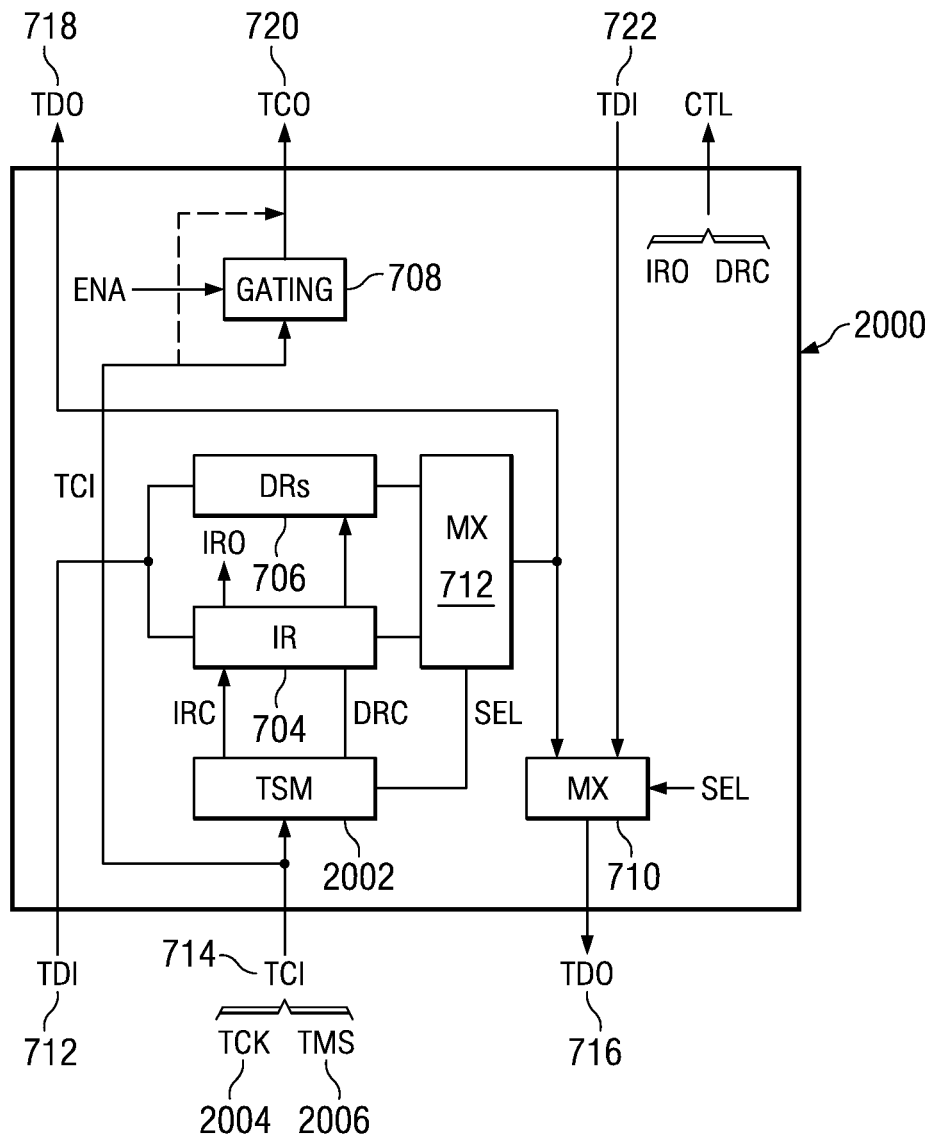 718 720 722
TDO TCO TDI CTL
IRO DRC
ENA GATING 708
2000
TCI DRs MX
IRO 706 712
IR
IRC 704 DRC SEL
TSM MX SEL
2002 710
714
TDI TCI TDO
712 TCK TMS 716
2004 2006